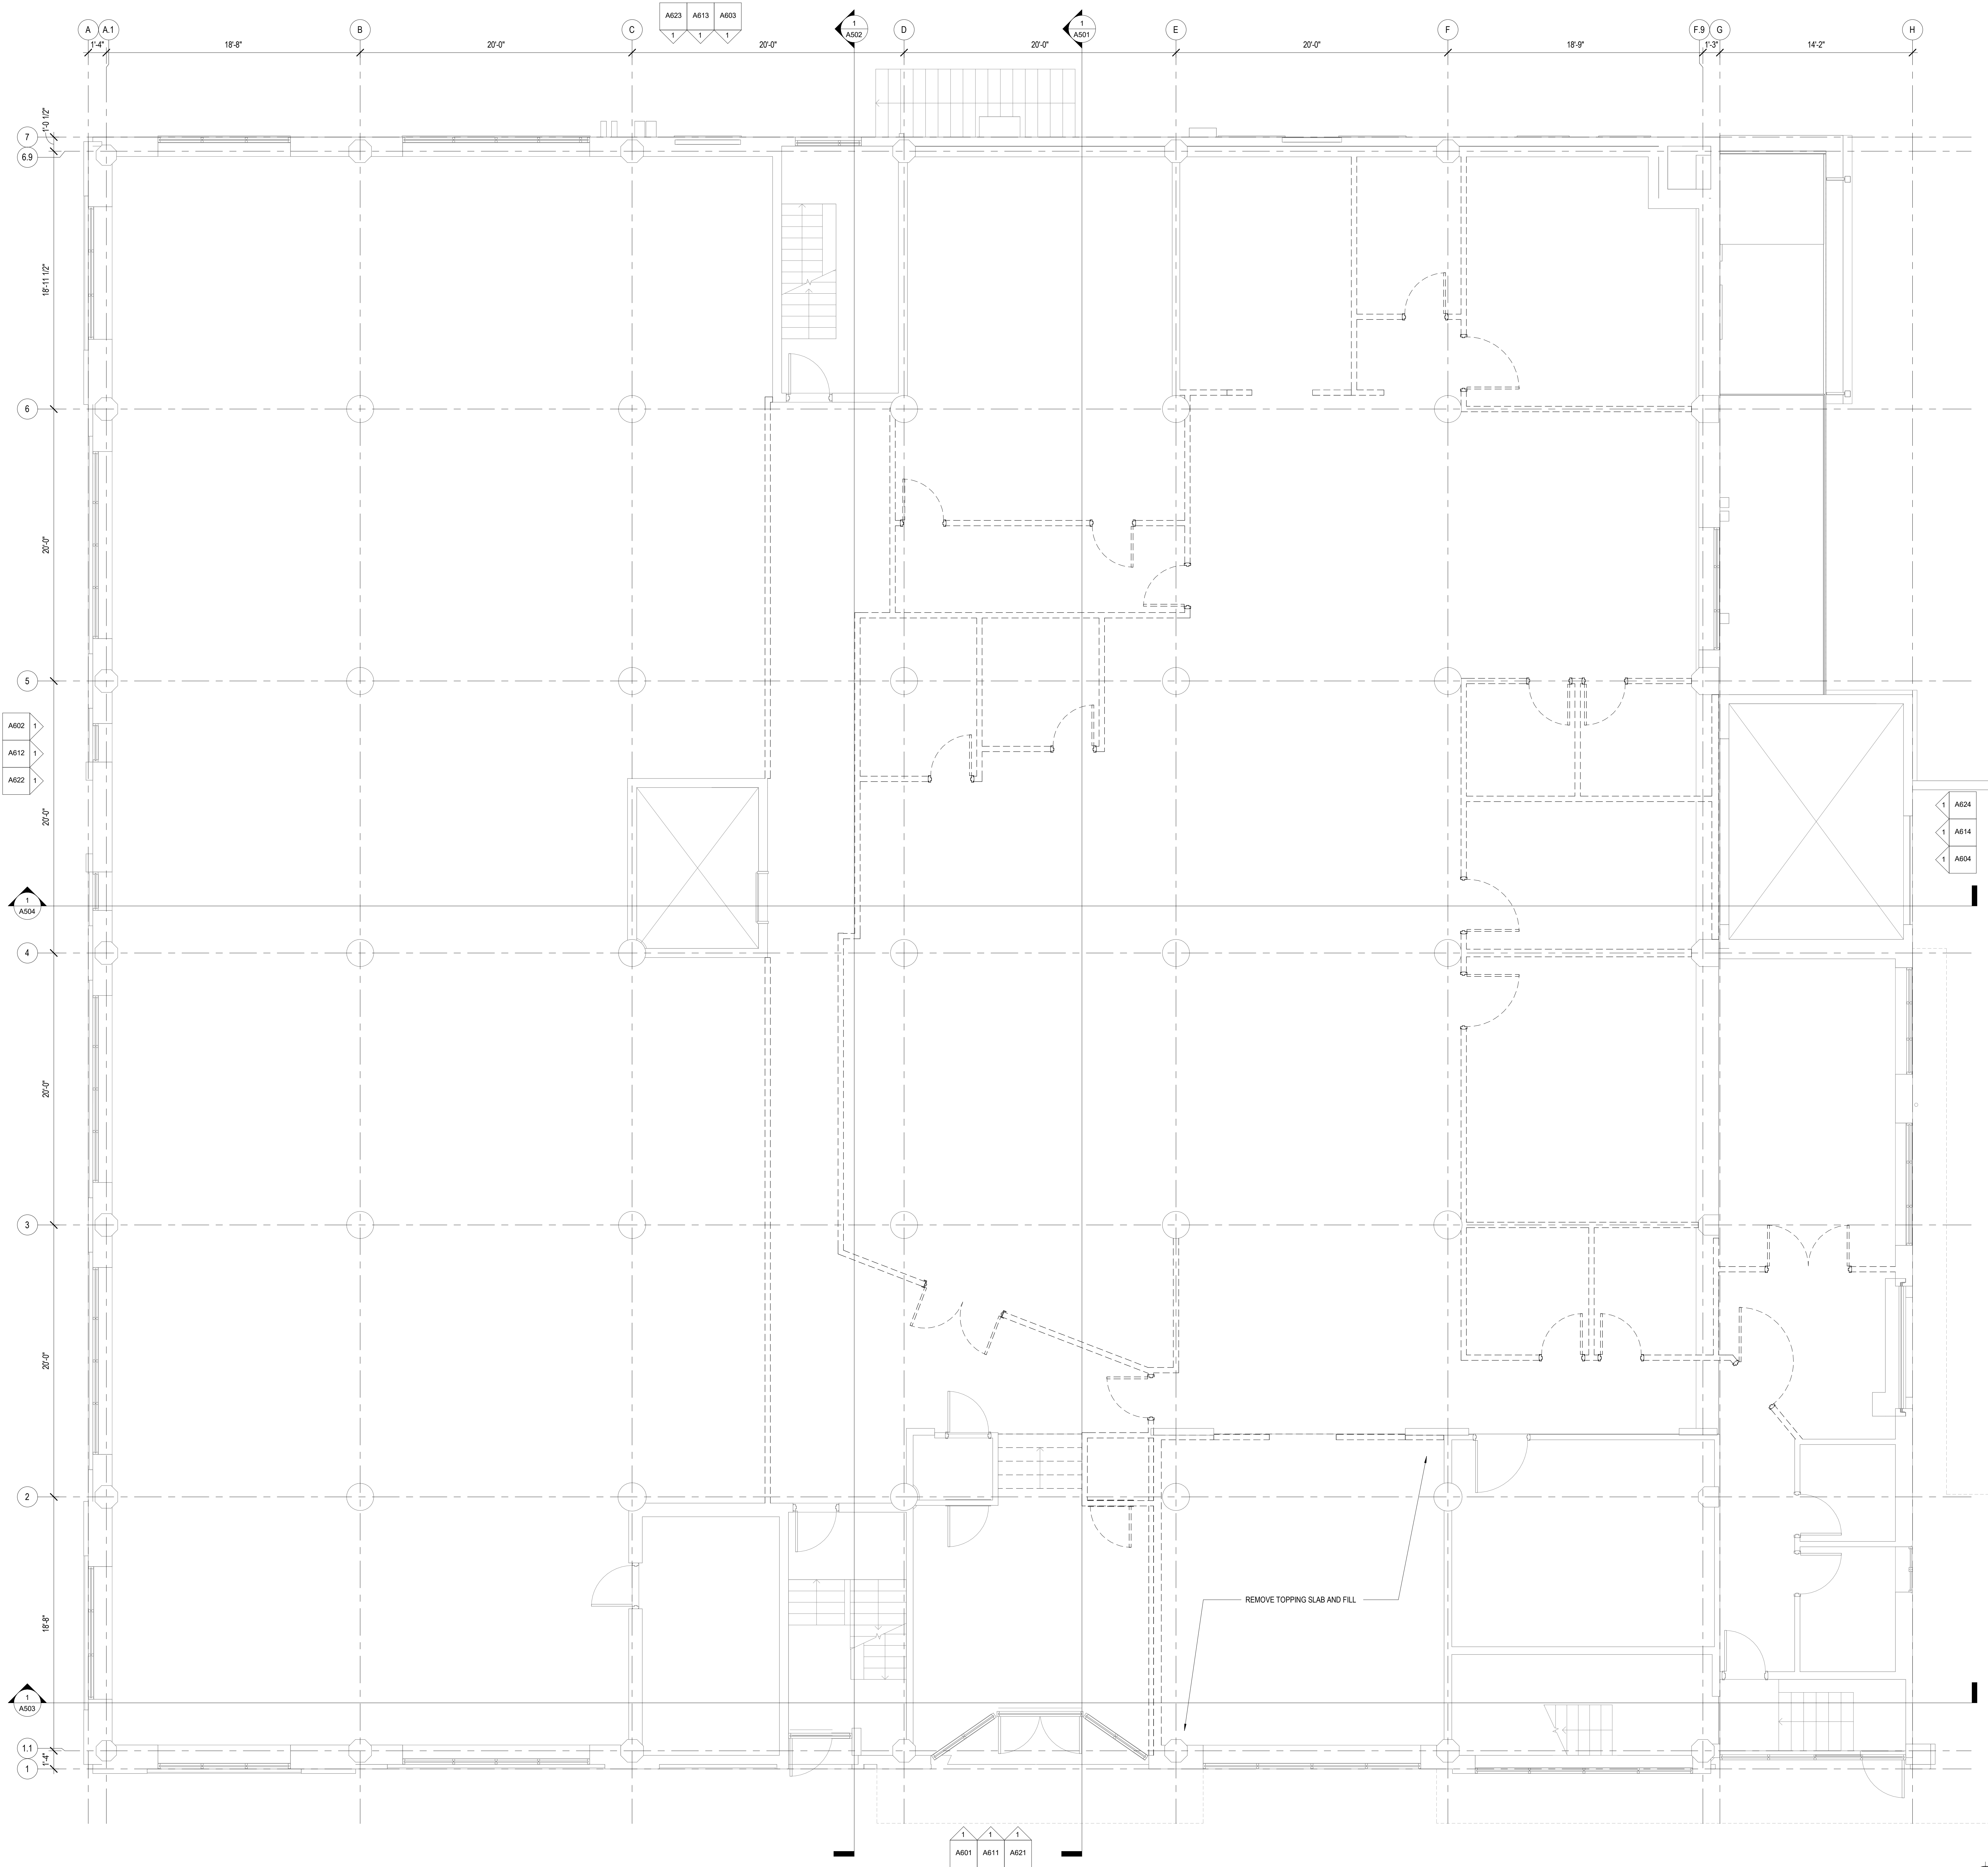 A623 A613 A603
1 1 1
1
A502
1
A501
A A.1 B C D E F F.9 G H
1'-4" 18'-8" 20'-0" 20'-0" 20'-0" 20'-0" 18'-9" 1'-3" 14'-2"
7
1'-0 1/2"
6.9
18'-11 1/2"
6
20'-0"
5
A602 1
A612 1
A622 1
20'-0"
1 A624
1 A614
1 A604
1
A504
4
20'-0"
3
20'-0"
2
REMOVE TOPPING SLAB AND FILL
18'-8"
1
A503
1.1
1'-4"
1
1 1 1
A601 A611 A621